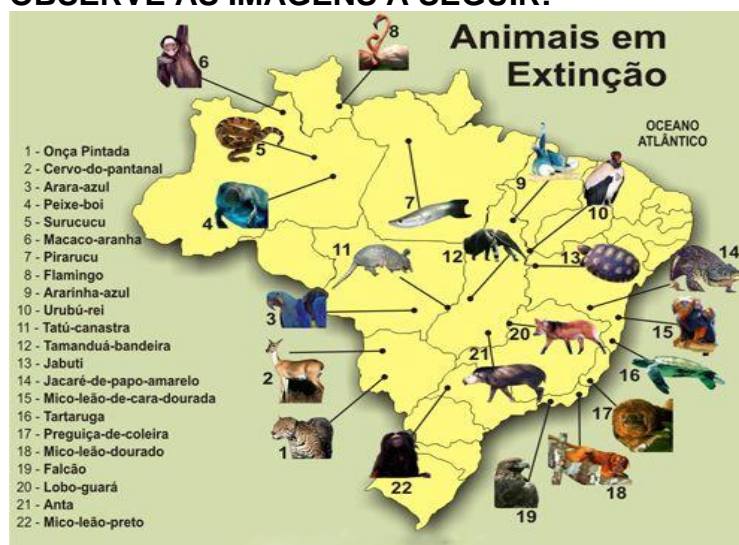 OBSERVE AS IMAGENS A SEGUIR:
Animais em
Extinção
OCEANO
ATLÂNTICO
1 - Onça Pintada
2 - Cervo-do-pantanal
3 - Arara-azul
4 - Peixe-boi
5 - Surucucu
6 - Macaco-aranha
7 - Pirarucu
8 - Flamingo
9 - Ararinha-azul
10 - Urubú-rei
11 - Tatú-canastra
12 - Tamanduá-bandeira
13 - Jabuti
14 - Jacaré-de-papo-amarelo
15 - Mico-leão-de-cara-dourada
16 - Tartaruga
17 - Preguiça-de-coleira
18 - Mico-leão-dourado
19 - Falcão
20 - Lobo-guará
21 - Anta
22 - Mico-leão-preto
8
6
5
4
7
9
10
11
12
13
14
3
20
15
2
21
16
17
1
22
19
18